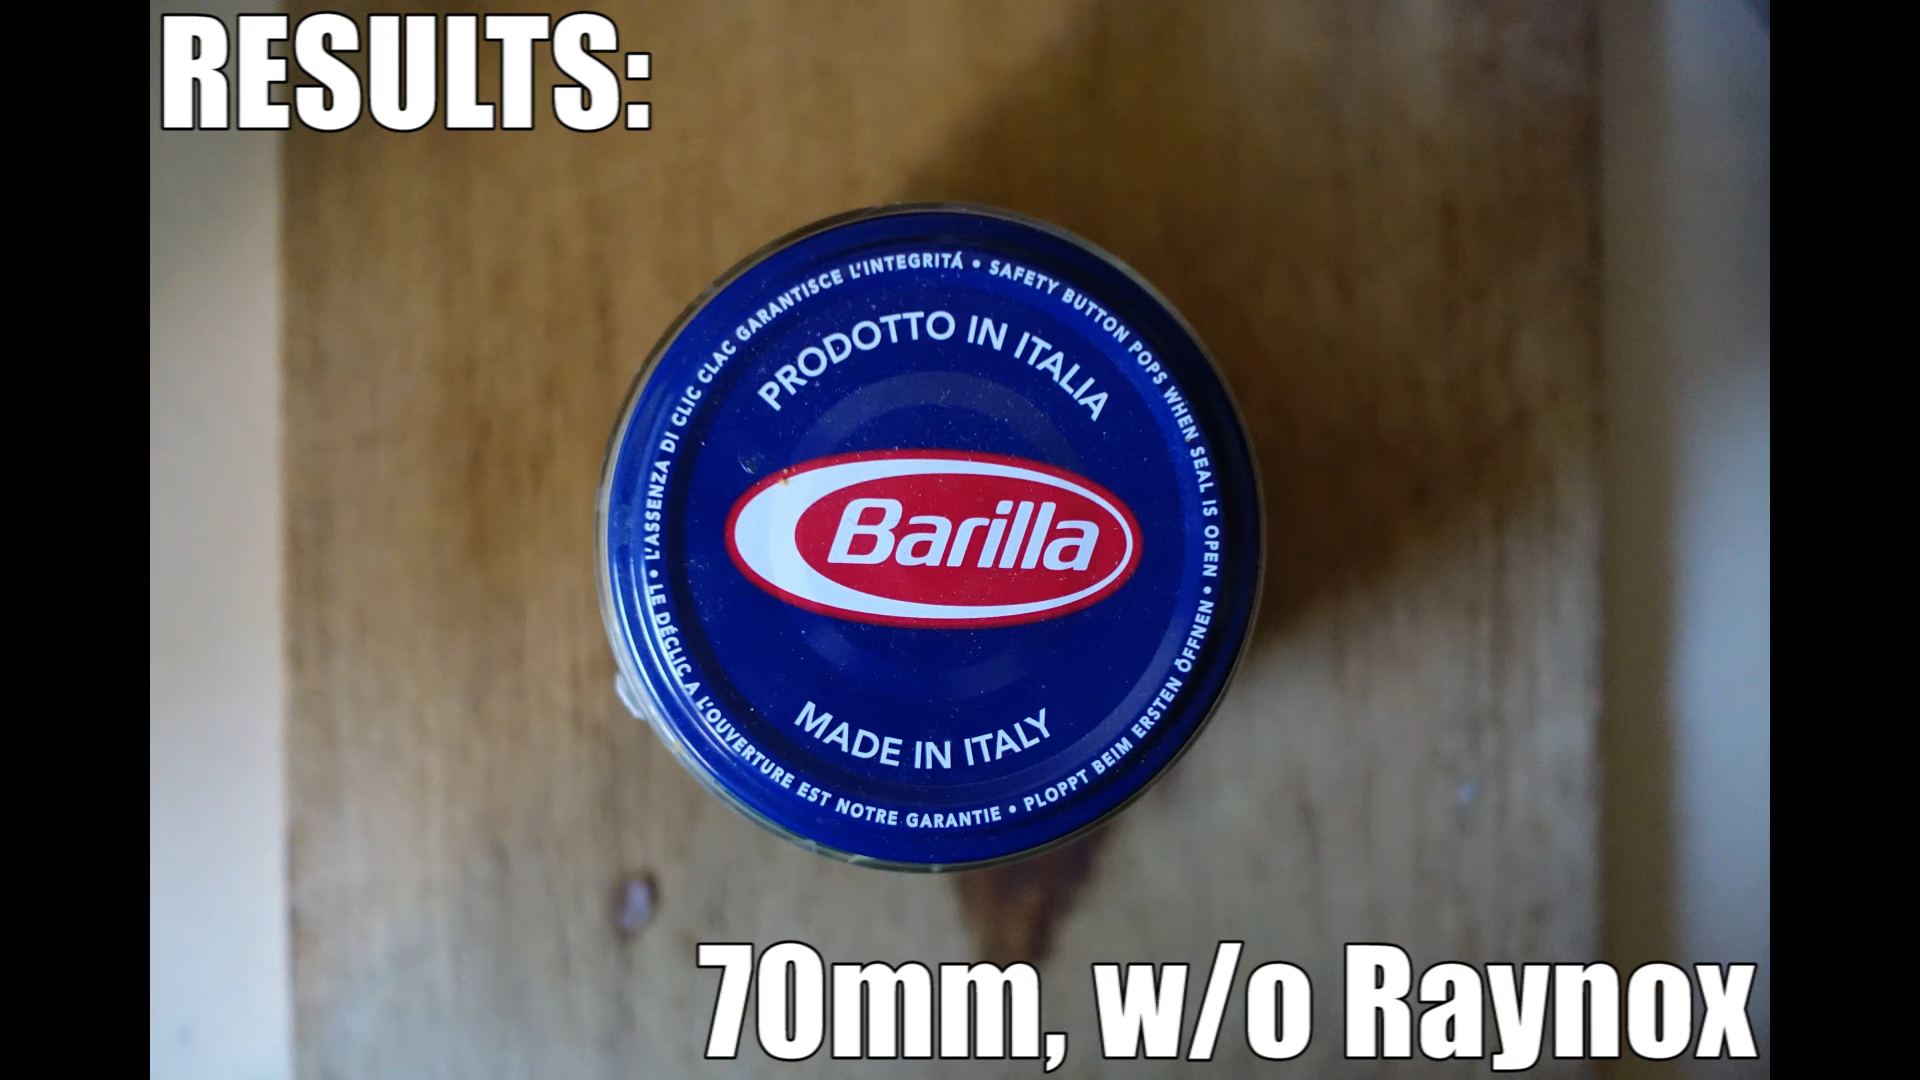 RESULTS:
L'ASSENZA DI CLIC CLAC GARANTISCE L'INTEGRITÁ • SAFETY BUTTON POPS WHEN SEAL IS OPEN • PLOPPT BEIM ERSTEN ÖFFNEN • LE DÉCLIC A L'OUVERTURE EST NOTRE GARANTIE •
PRODOTTO IN ITALIA
Barilla
MADE IN ITALY
70mm, w/o Raynox